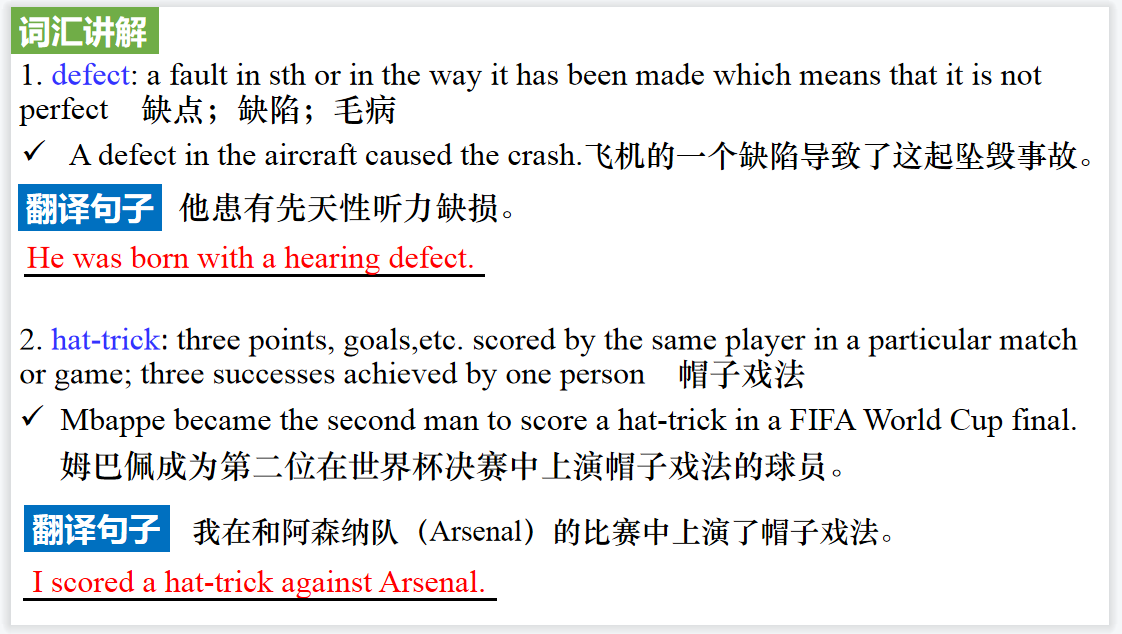 词汇讲解
1. defect: a fault in sth or in the way it has been made which means that it is not
perfect 缺点；缺陷；毛病
✓ A defect in the aircraft caused the crash.飞机的一个缺陷导致了这起坠毁事故。
翻译句子 他患有先天性听力缺损。
He was born with a hearing defect.
2. hat-trick: three points, goals,etc. scored by the same player in a particular match
or game; three successes achieved by one person 帽子戏法
✓ Mbappe became the second man to score a hat-trick in a FIFA World Cup final.
姆巴佩成为第二位在世界杯决赛中上演帽子戏法的球员。
翻译句子 我在和阿森纳队（Arsenal）的比赛中上演了帽子戏法。
I scored a hat-trick against Arsenal.